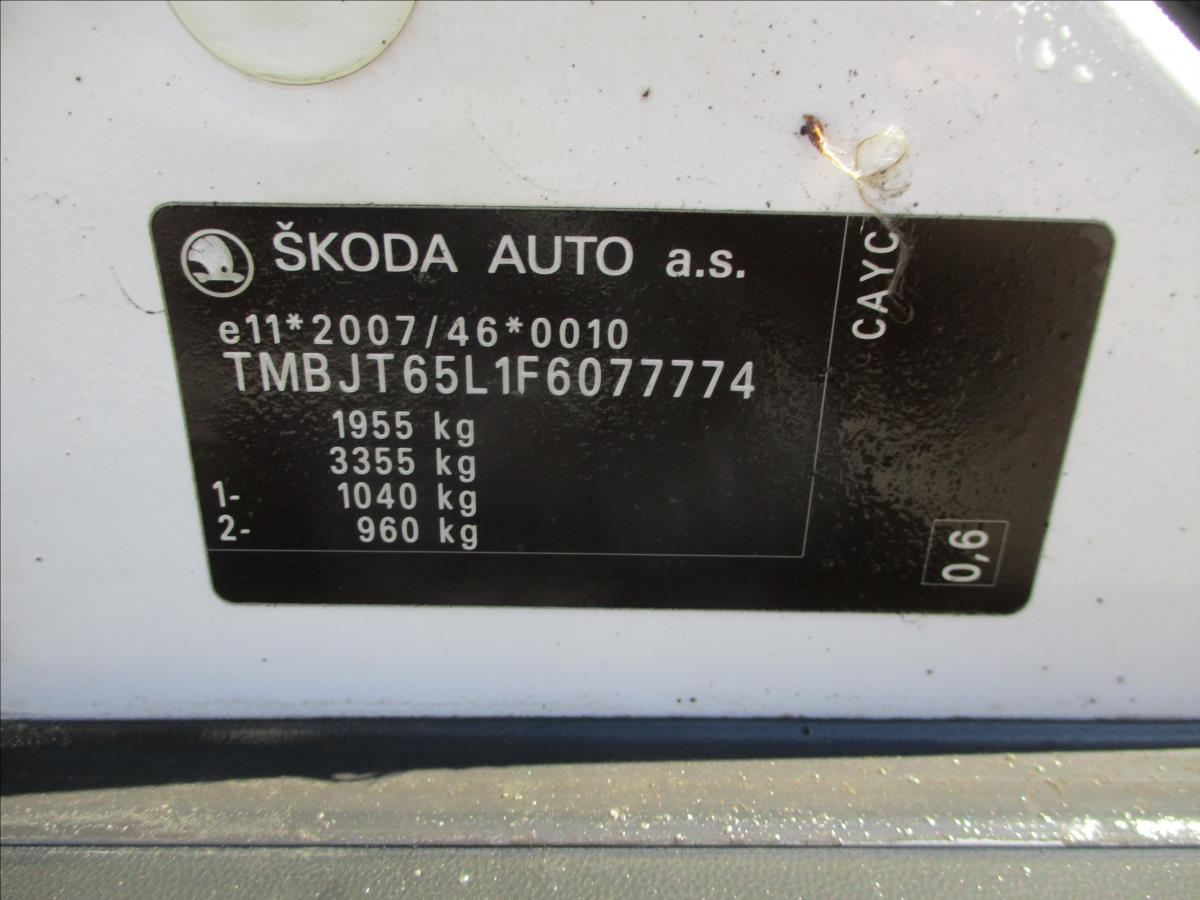 ŠKODA AUTO a.s.
e11*2007/46*0010
TMBJT65L1F6077774
1955 kg
3355 kg
1- 1040 kg
2- 960 kg
CAYC
0,6